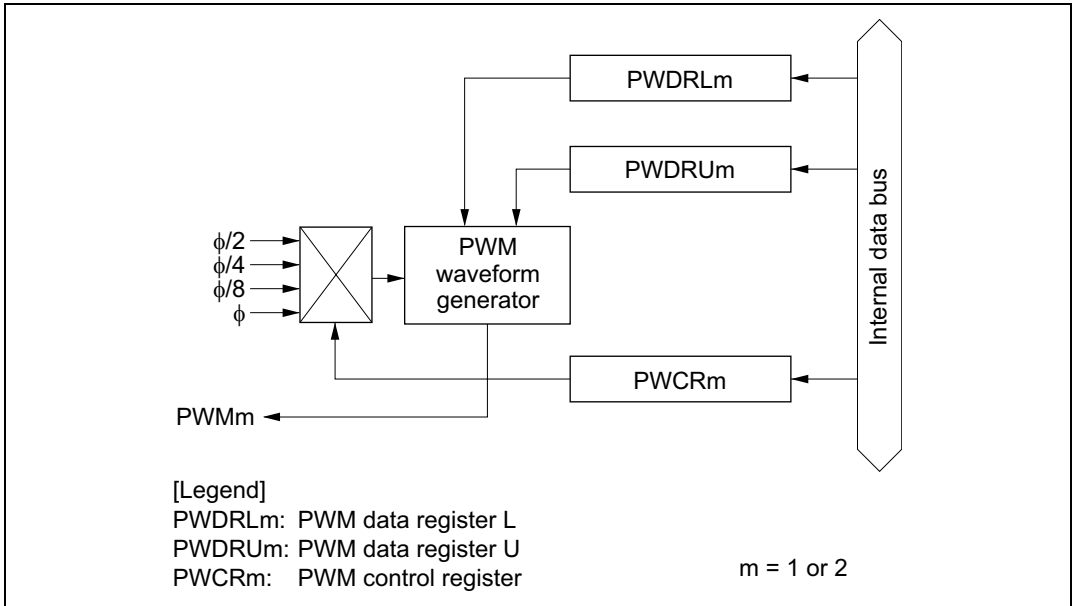 PWDRLm
PWDRUm
Internal data bus
ϕ/2
ϕ/4
ϕ/8
ϕ
PWM
waveform
generator
PWCRm
PWMm
[Legend]
PWDRLm: PWM data register L
PWDRUm: PWM data register U
PWCRm: PWM control register
m = 1 or 2